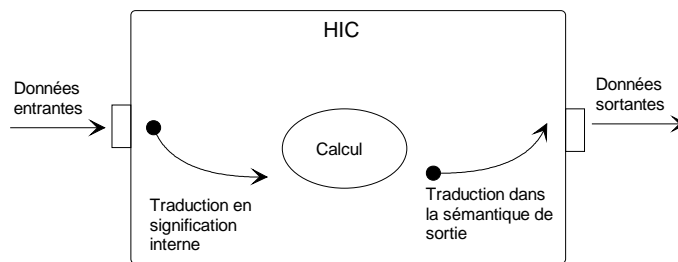 HIC
Données
entrantes
Données
sortantes
Calcul
Traduction en
signification
interne
Traduction dans
la sémantique de
sortie